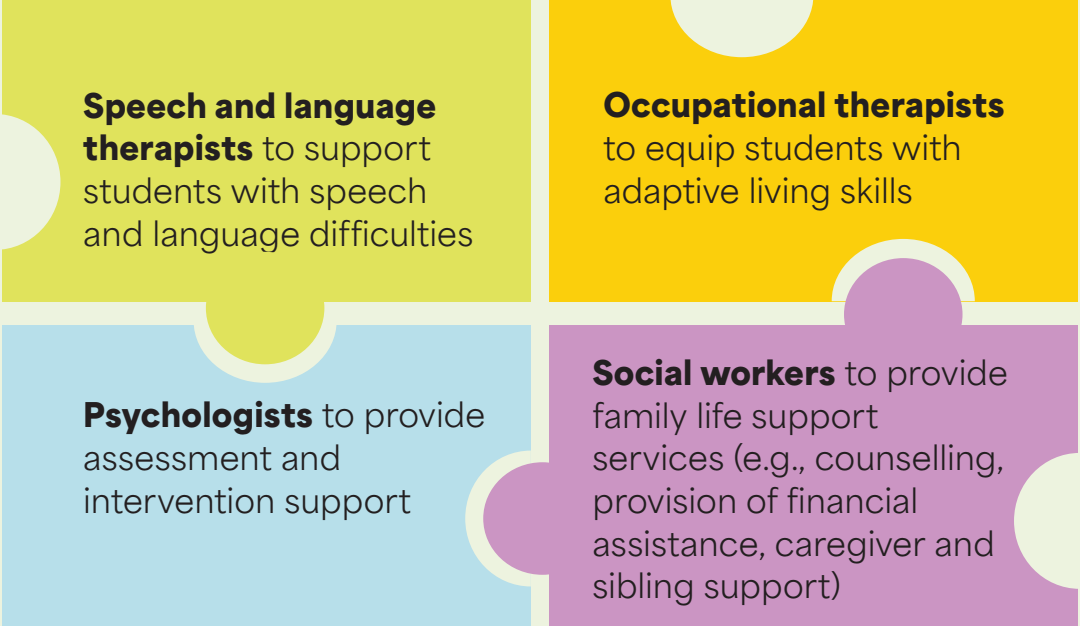 Speech and language
therapists to support
students with speech
and language difficulties
Occupational therapists
to equip students with
adaptive living skills
Psychologists to provide
assessment and
intervention support
Social workers to provide
family life support
services (e.g., counselling,
provision of financial
assistance, caregiver and
sibling support)